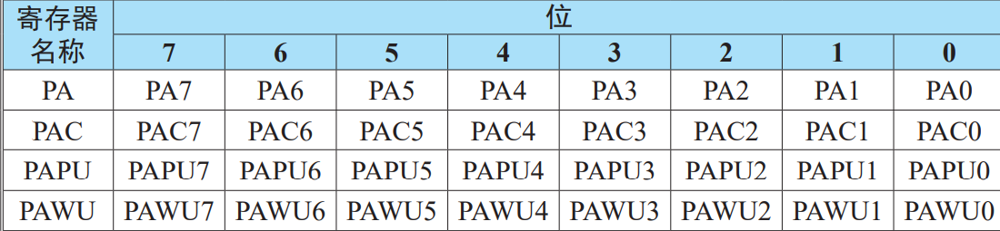 寄存器名称 位
7 6 5 4 3 2 1 0
PA PA7 PA6 PA5 PA4 PA3 PA2 PA1 PA0
PAC PAC7 PAC6 PAC5 PAC4 PAC3 PAC2 PAC1 PAC0
PAPU PAPU7 PAPU6 PAPU5 PAPU4 PAPU3 PAPU2 PAPU1 PAPU0
PAWU PAWU7 PAWU6 PAWU5 PAWU4 PAWU3 PAWU2 PAWU1 PAWU0